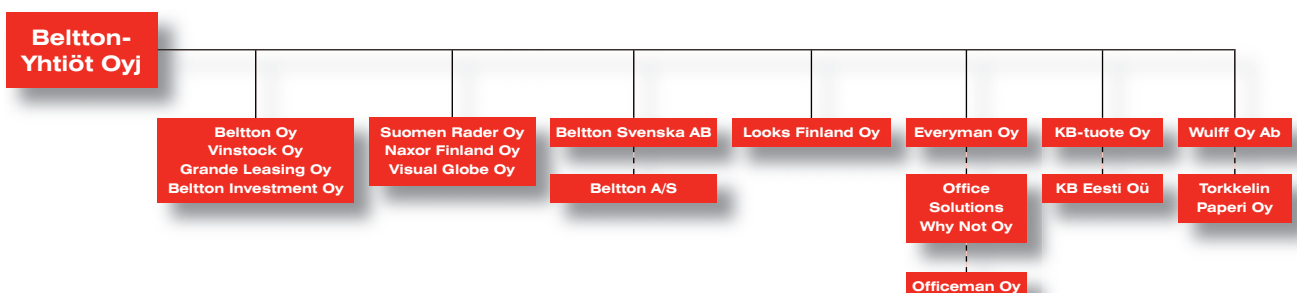 Beltton-
Yhtiöt Oyj
Beltton Oy
Vinstock Oy
Grande Leasing Oy
Beltton Investment Oy
Suomen Rader Oy
Naxor Finland Oy
Visual Globe Oy
Beltton Svenska AB
Beltton A/S
Looks Finland Oy
Everyman Oy
Office
Solutions
Why Not Oy
Officeman Oy
KB-tuote Oy
KB Eesti Oü
Wulff Oy Ab
Torkkelin
Paperi Oy